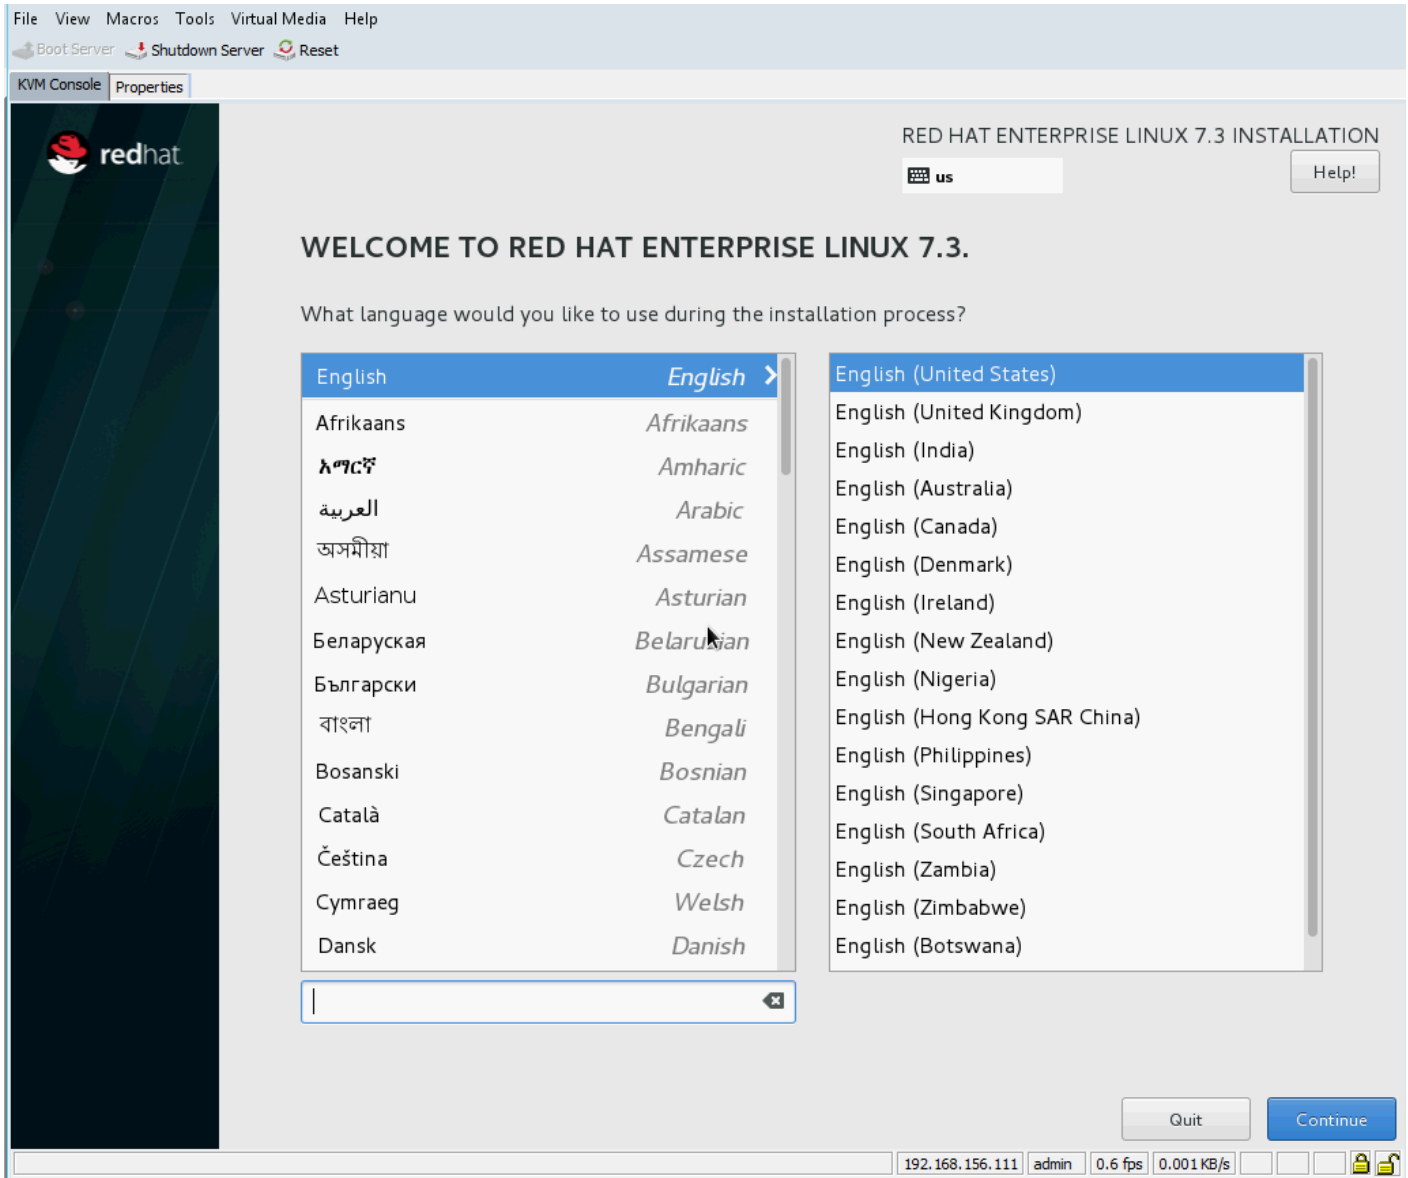 File View Macros Tools Virtual Media Help
Boot Server Shutdown Server Reset
KVM Console Properties
redhat.
RED HAT ENTERPRISE LINUX 7.3 INSTALLATION
us
Help!
WELCOME TO RED HAT ENTERPRISE LINUX 7.3.
What language would you like to use during the installation process?
English English
Afrikaans Afrikaans
አማርኛ Amharic
العربية Arabic
অসমীয়া Assamese
Asturianu Asturian
Беларуская Belarusian
Български Bulgarian
বাংলা Bengali
Bosanski Bosnian
Català Catalan
Čeština Czech
Cymraeg Welsh
Dansk Danish
English (United States)
English (United Kingdom)
English (India)
English (Australia)
English (Canada)
English (Denmark)
English (Ireland)
English (New Zealand)
English (Nigeria)
English (Hong Kong SAR China)
English (Philippines)
English (Singapore)
English (South Africa)
English (Zambia)
English (Zimbabwe)
English (Botswana)
Quit
Continue
192.168.156.111 admin 0.6 fps 0.001 KB/s